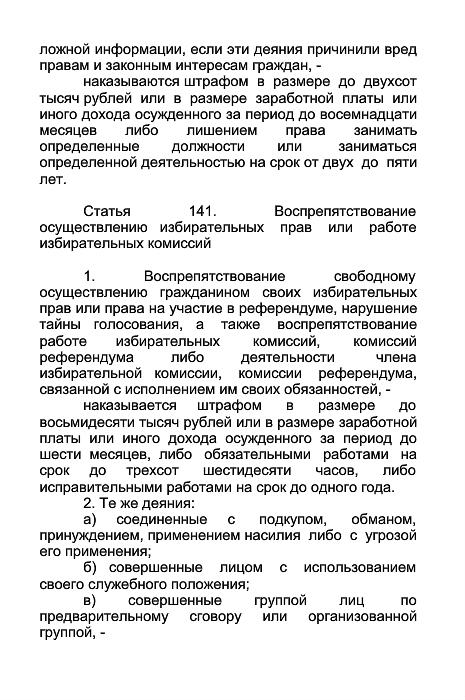 ложной информации, если эти деяния причинили вред
правам и законным интересам граждан, -
наказываются штрафом в размере до двухсот
тысяч рублей или в размере заработной платы или
иного дохода осужденного за период до восемнадцати
месяцев либо лишением права занимать
определенные должности или заниматься
определенной деятельностью на срок от двух до пяти
лет.
Статья 141. Воспрепятствование
осуществлению избирательных прав или работе
избирательных комиссий
1. Воспрепятствование свободному
осуществлению гражданином своих избирательных
прав или права на участие в референдуме, нарушение
тайны голосования, а также воспрепятствование
работе избирательных комиссий, комиссий
референдума либо деятельности члена
избирательной комиссии, комиссии референдума,
связанной с исполнением им своих обязанностей, -
наказывается штрафом в размере до
восьмидесяти тысяч рублей или в размере заработной
платы или иного дохода осужденного за период до
шести месяцев, либо обязательными работами на
срок до трехсот шестидесяти часов, либо
исправительными работами на срок до одного года.
2. Те же деяния:
а) соединенные с подкупом, обманом,
принуждением, применением насилия либо с угрозой
его применения;
б) совершенные лицом с использованием
своего служебного положения;
в) совершенные группой лиц по
предварительному сговору или организованной
группой, -